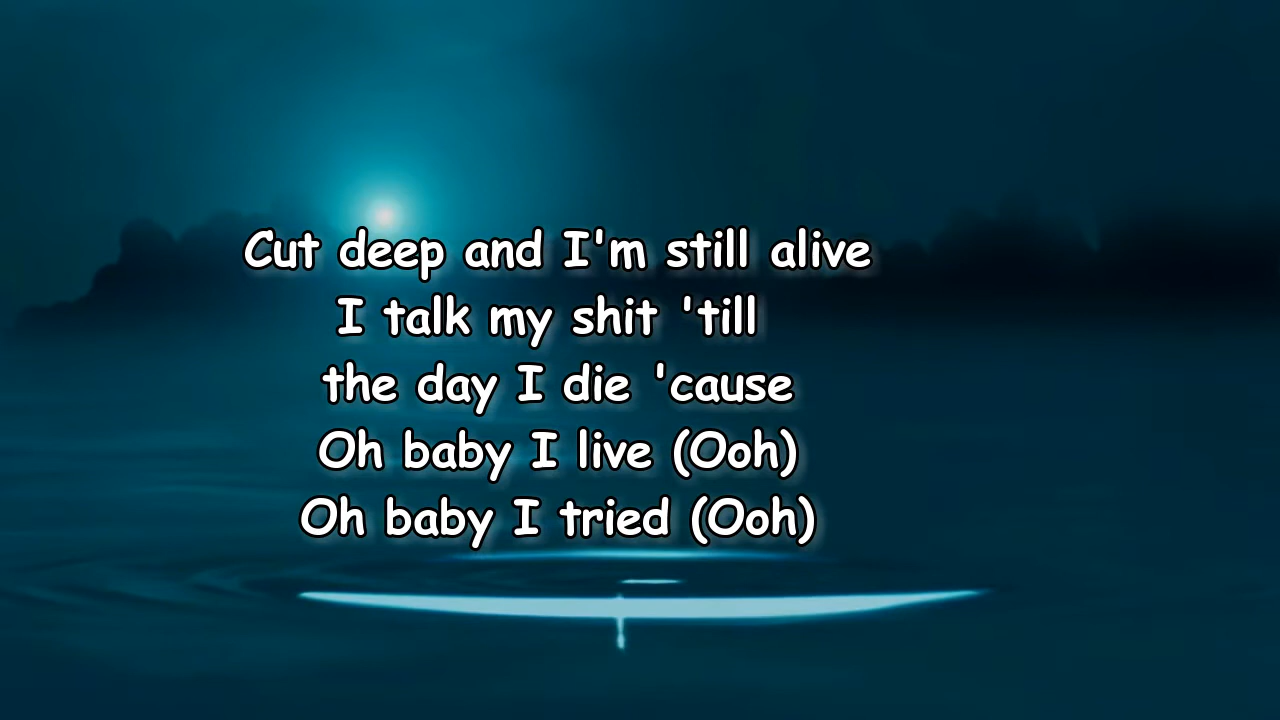 Cut deep and I'm still alive
I talk my shit 'till
the day I die 'cause
Oh baby I live (Ooh)
Oh baby I tried (Ooh)